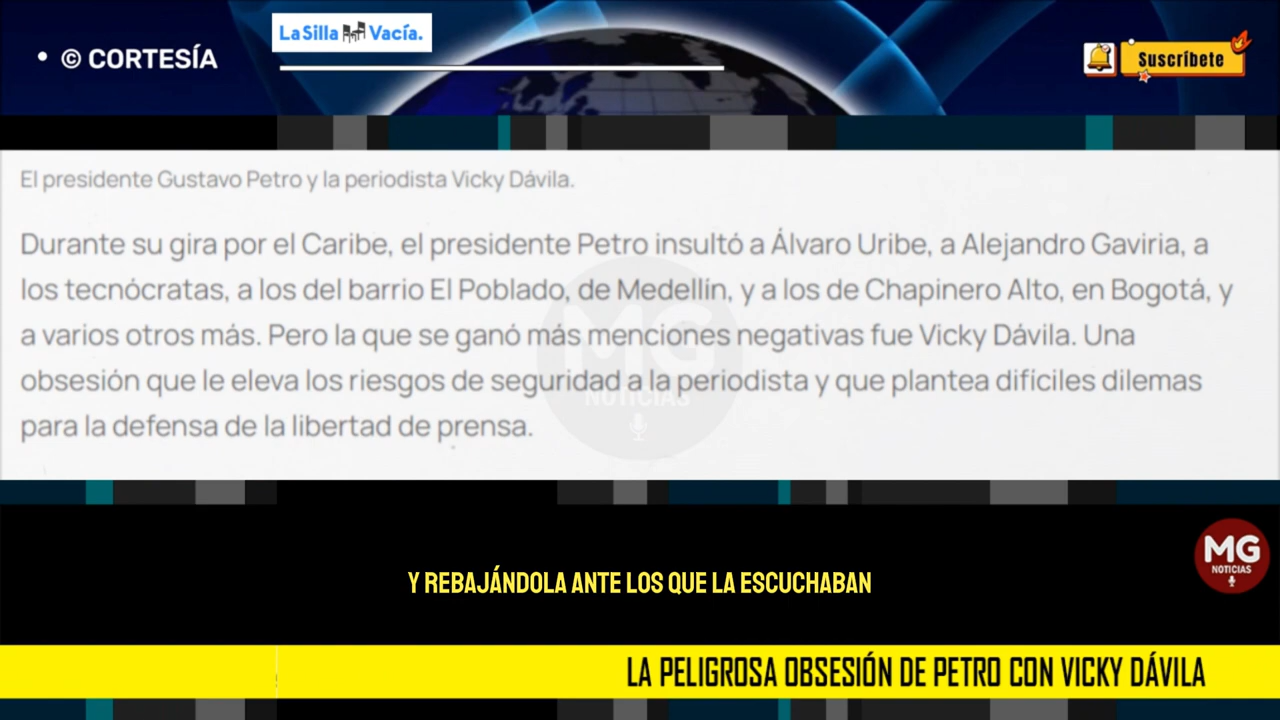 • © CORTESÍA
La Silla Vacía.
Suscríbete
El presidente Gustavo Petro y la periodista Vicky Dávila.
Durante su gira por el Caribe, el presidente Petro insultó a Álvaro Uribe, a Alejandro Gaviria, a
los tecnócratas, a los del barrio El Poblado, de Medellín, y a los de Chapinero Alto, en Bogotá, y
a varios otros más. Pero la que se ganó más menciones negativas fue Vicky Dávila. Una
obsesión que le eleva los riesgos de seguridad a la periodista y que plantea difíciles dilemas
para la defensa de la libertad de prensa.
MG
NOTICIAS
Y REBAJÁNDOLA ANTE LOS QUE LA ESCUCHABAN
MG
NOTICIAS
LA PELIGROSA OBSESIÓN DE PETRO CON VICKY DÁVILA